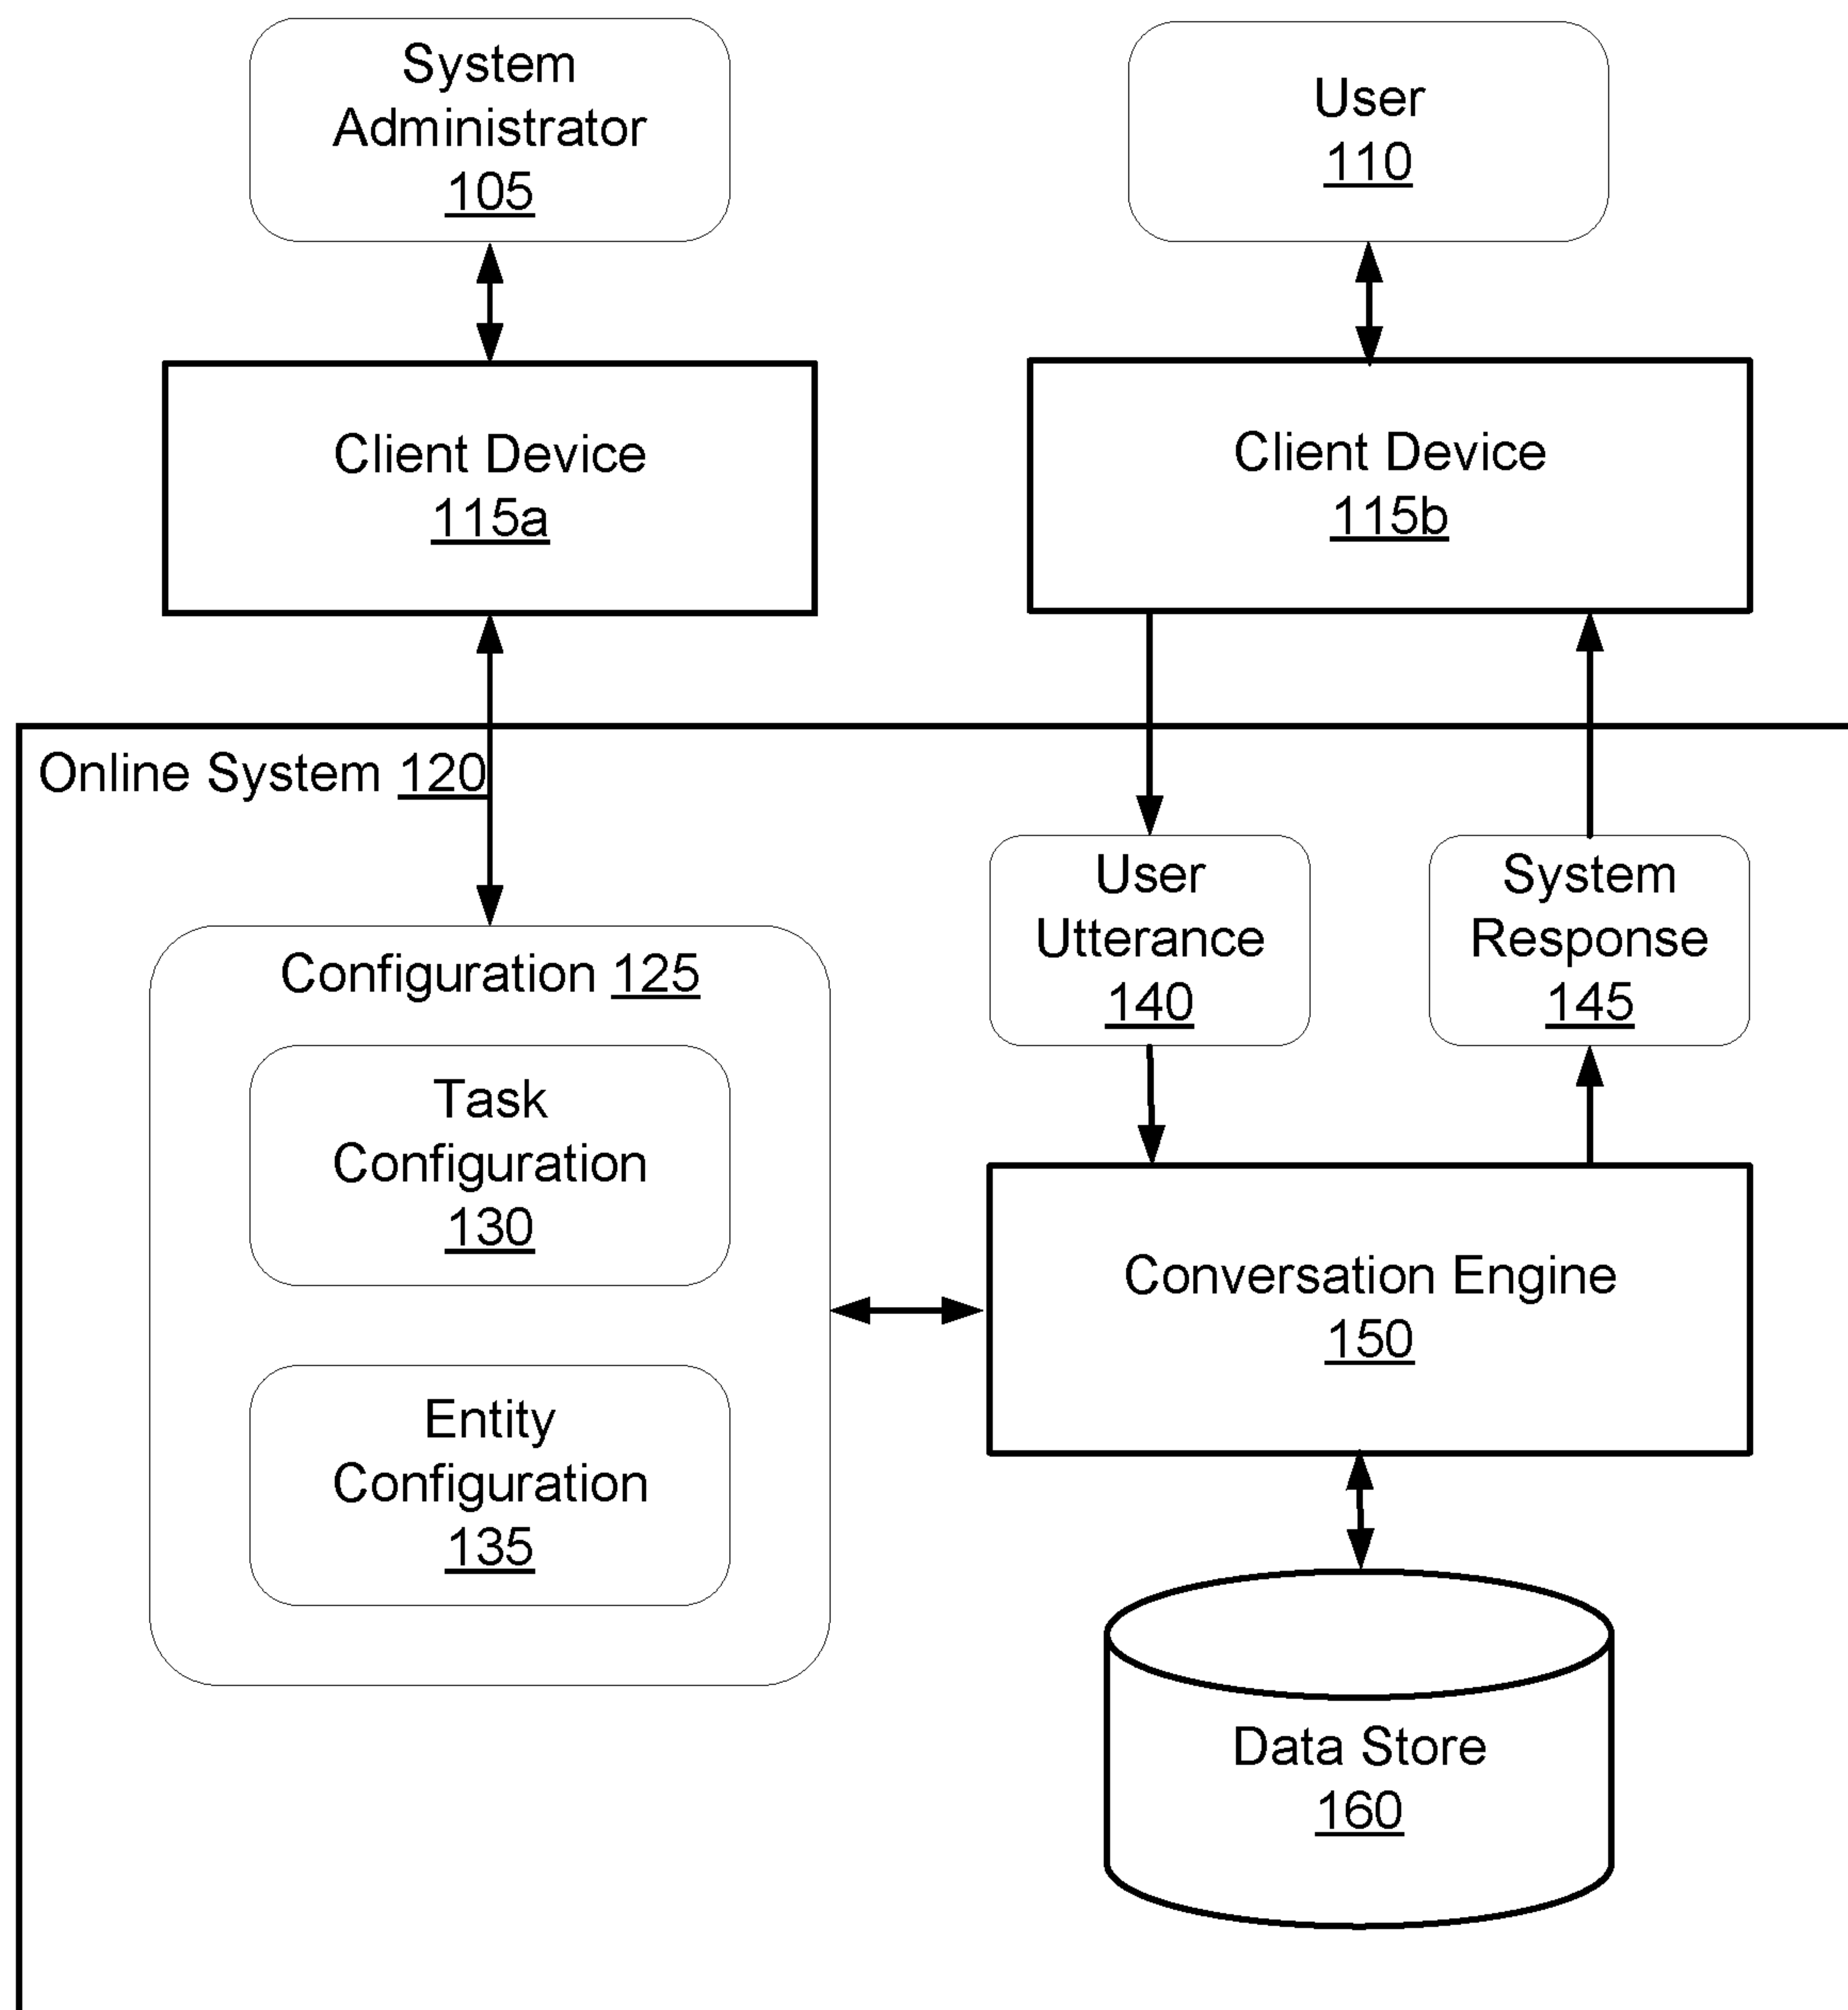 System
Administrator
105
User
110
Client Device
115a
Client Device
115b
Online System 120
Configuration 125
Task
Configuration
130
Entity
Configuration
135
User
Utterance
140
System
Response
145
Conversation Engine
150
Data Store
160